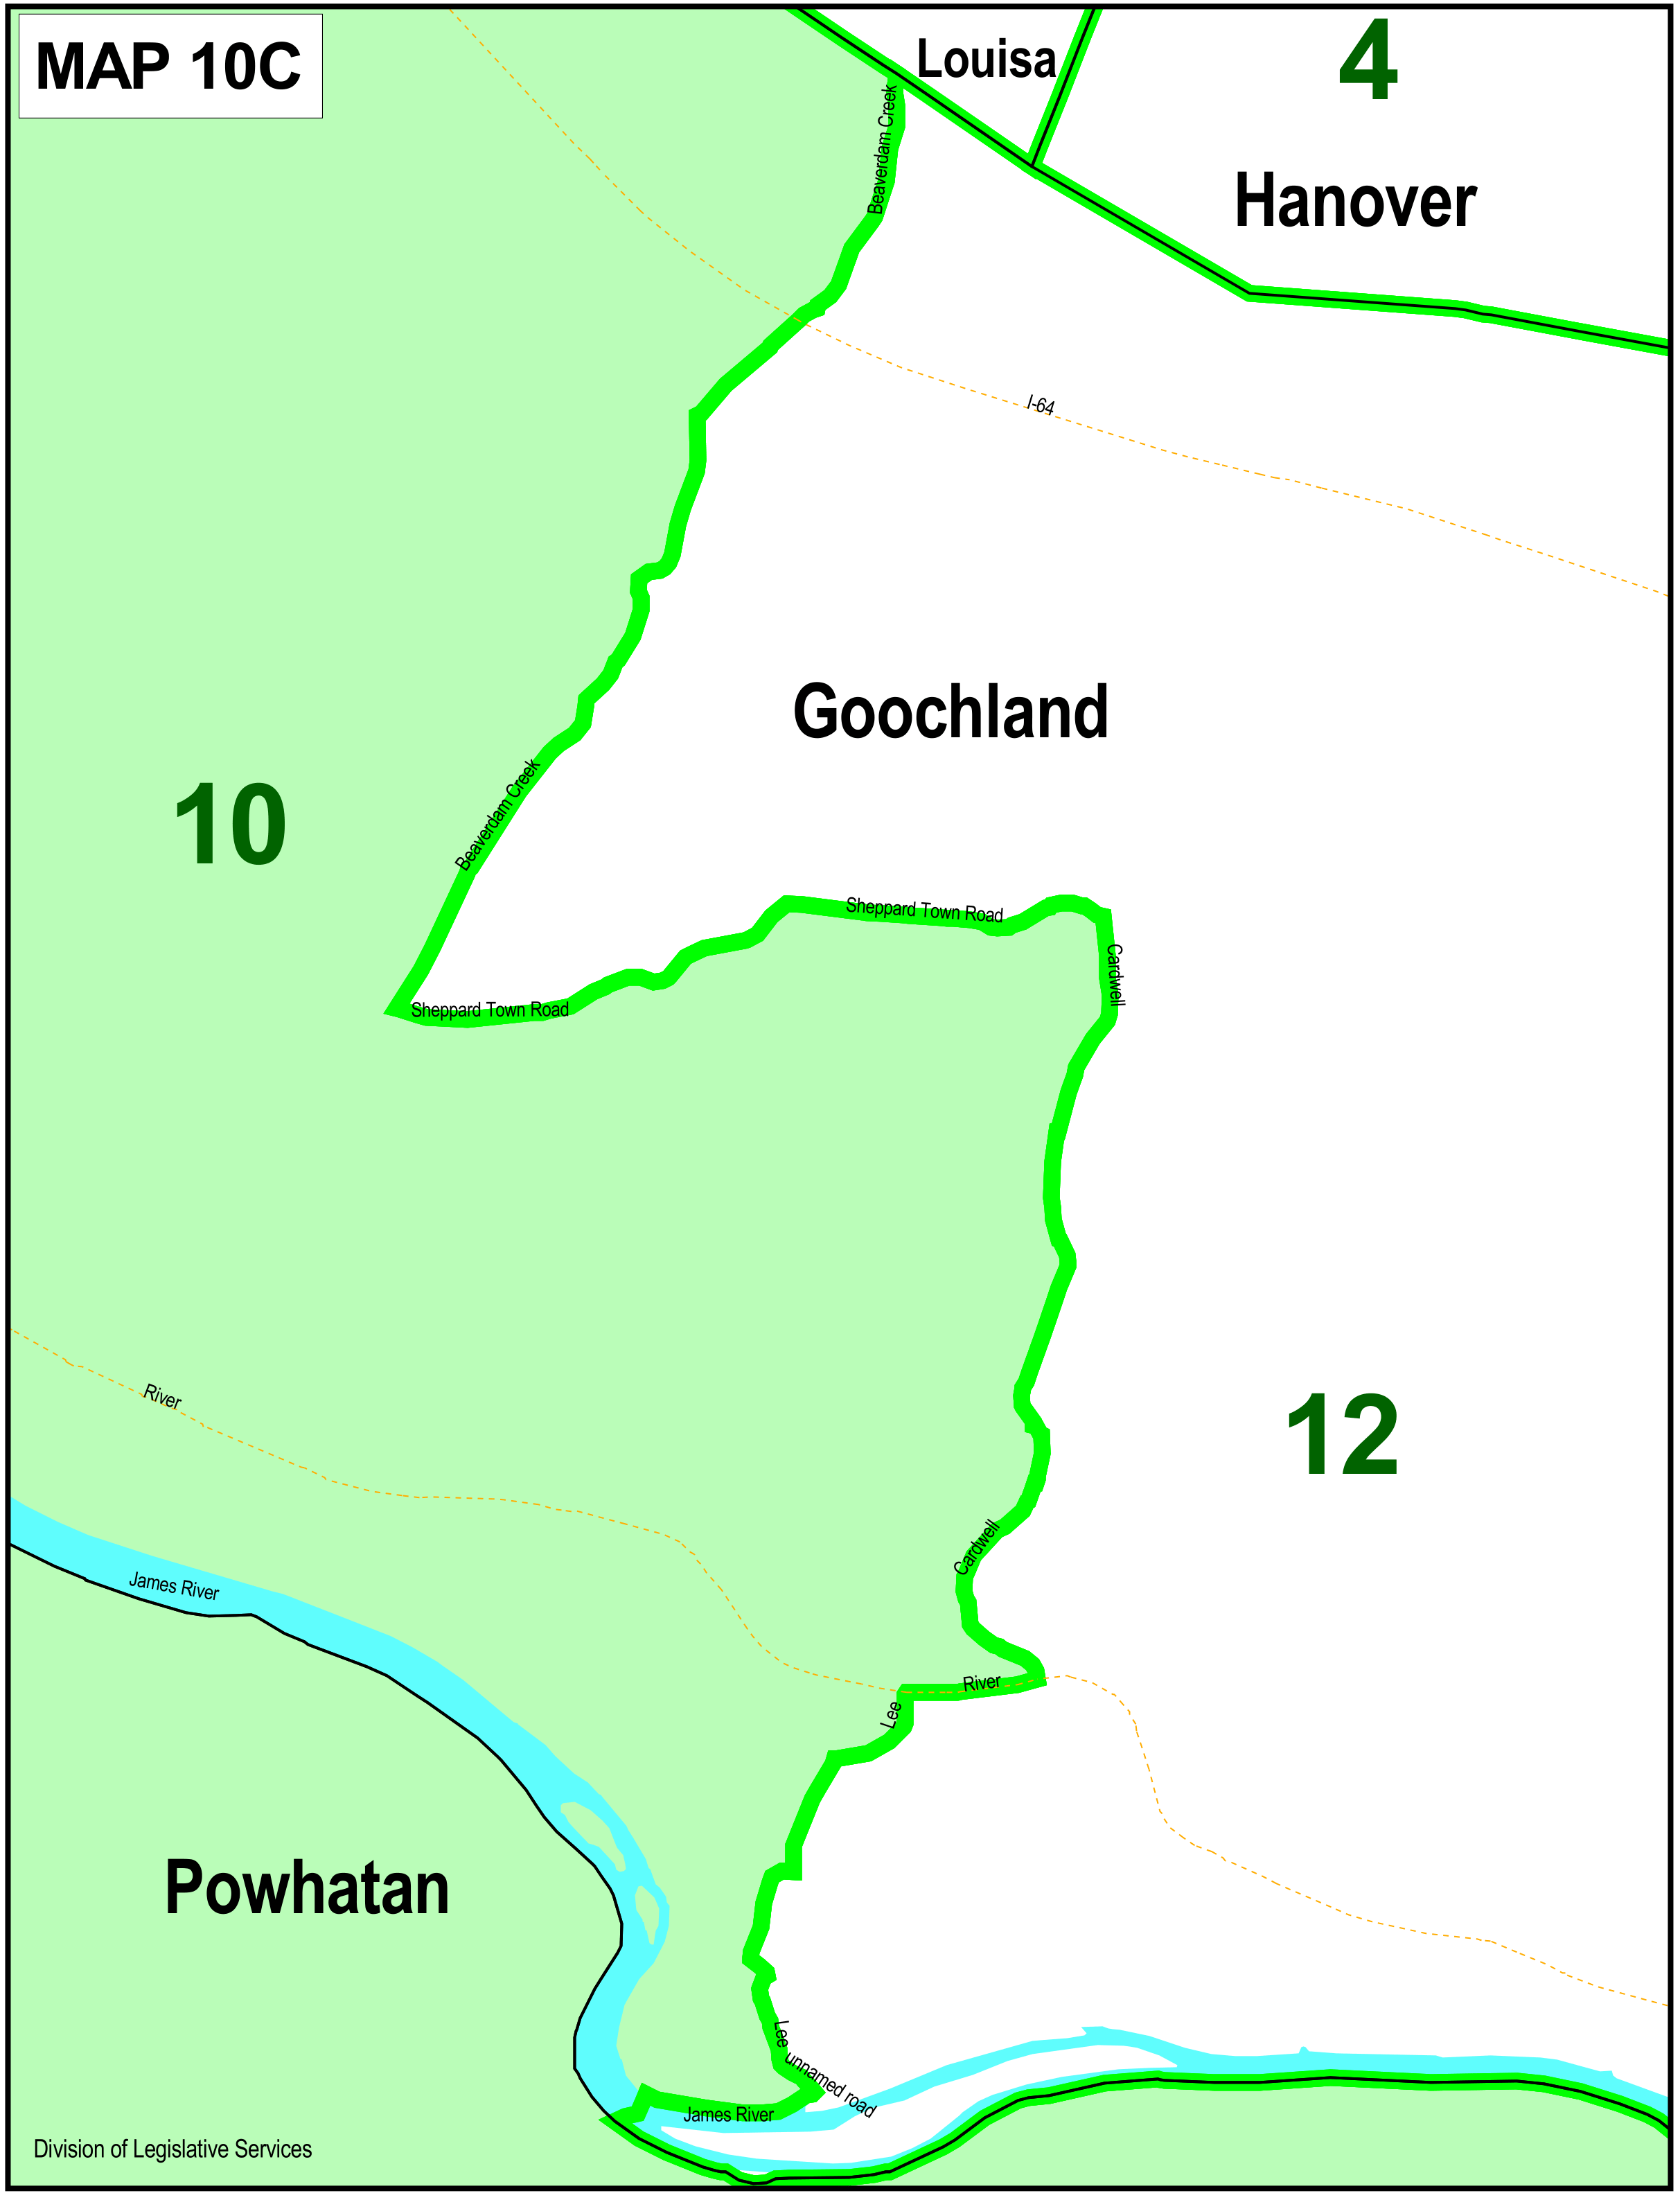 MAP 10C
Louisa
4
Beaverdam Creek
Hanover
I-64
Goochland
10
Beaverdam Creek
Sheppard Town Road
Cardwell
Sheppard Town Road
River
12
Cardwell
James River
River
Lee
Powhatan
Lee
unnamed road
James River
Division of Legislative Services